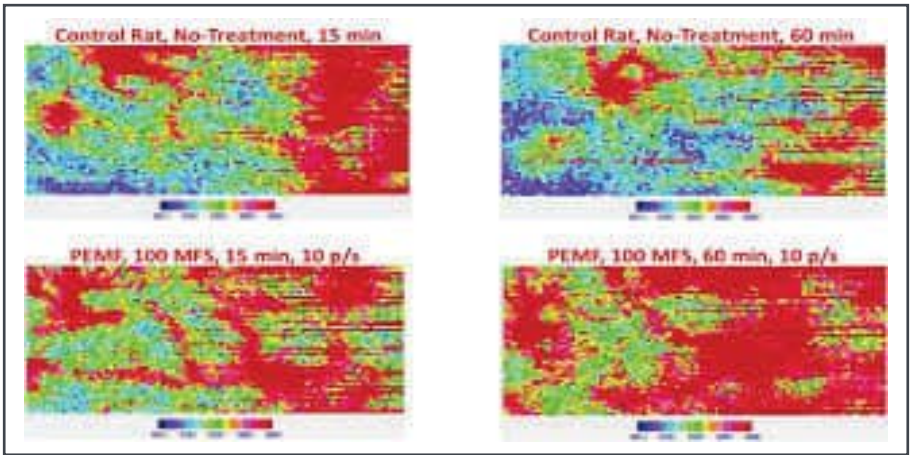 Control Rat, No-Treatment, 15 min
Control Rat, No-Treatment, 60 min
PEMF, 100 MFS, 15 min, 10 p/s
PEMF, 100 MFS, 60 min, 10 p/s